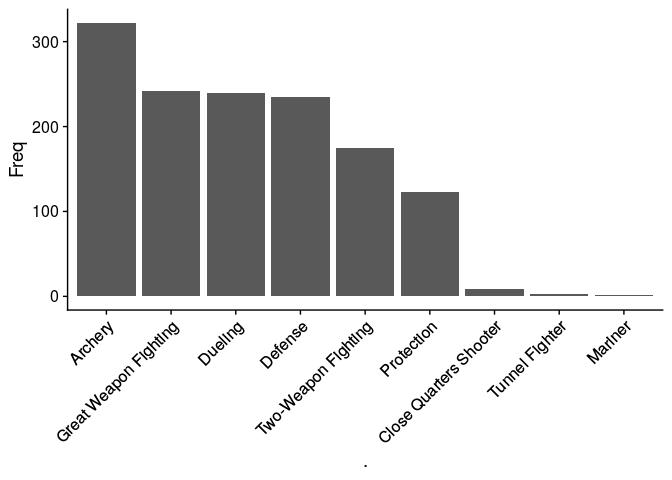 300
200
100
0
Freq
Archery
Great Weapon Fighting
Dueling
Defense
Two-Weapon Fighting
Protection
Close Quarters Shooter
Tunnel Fighter
Mariner
.